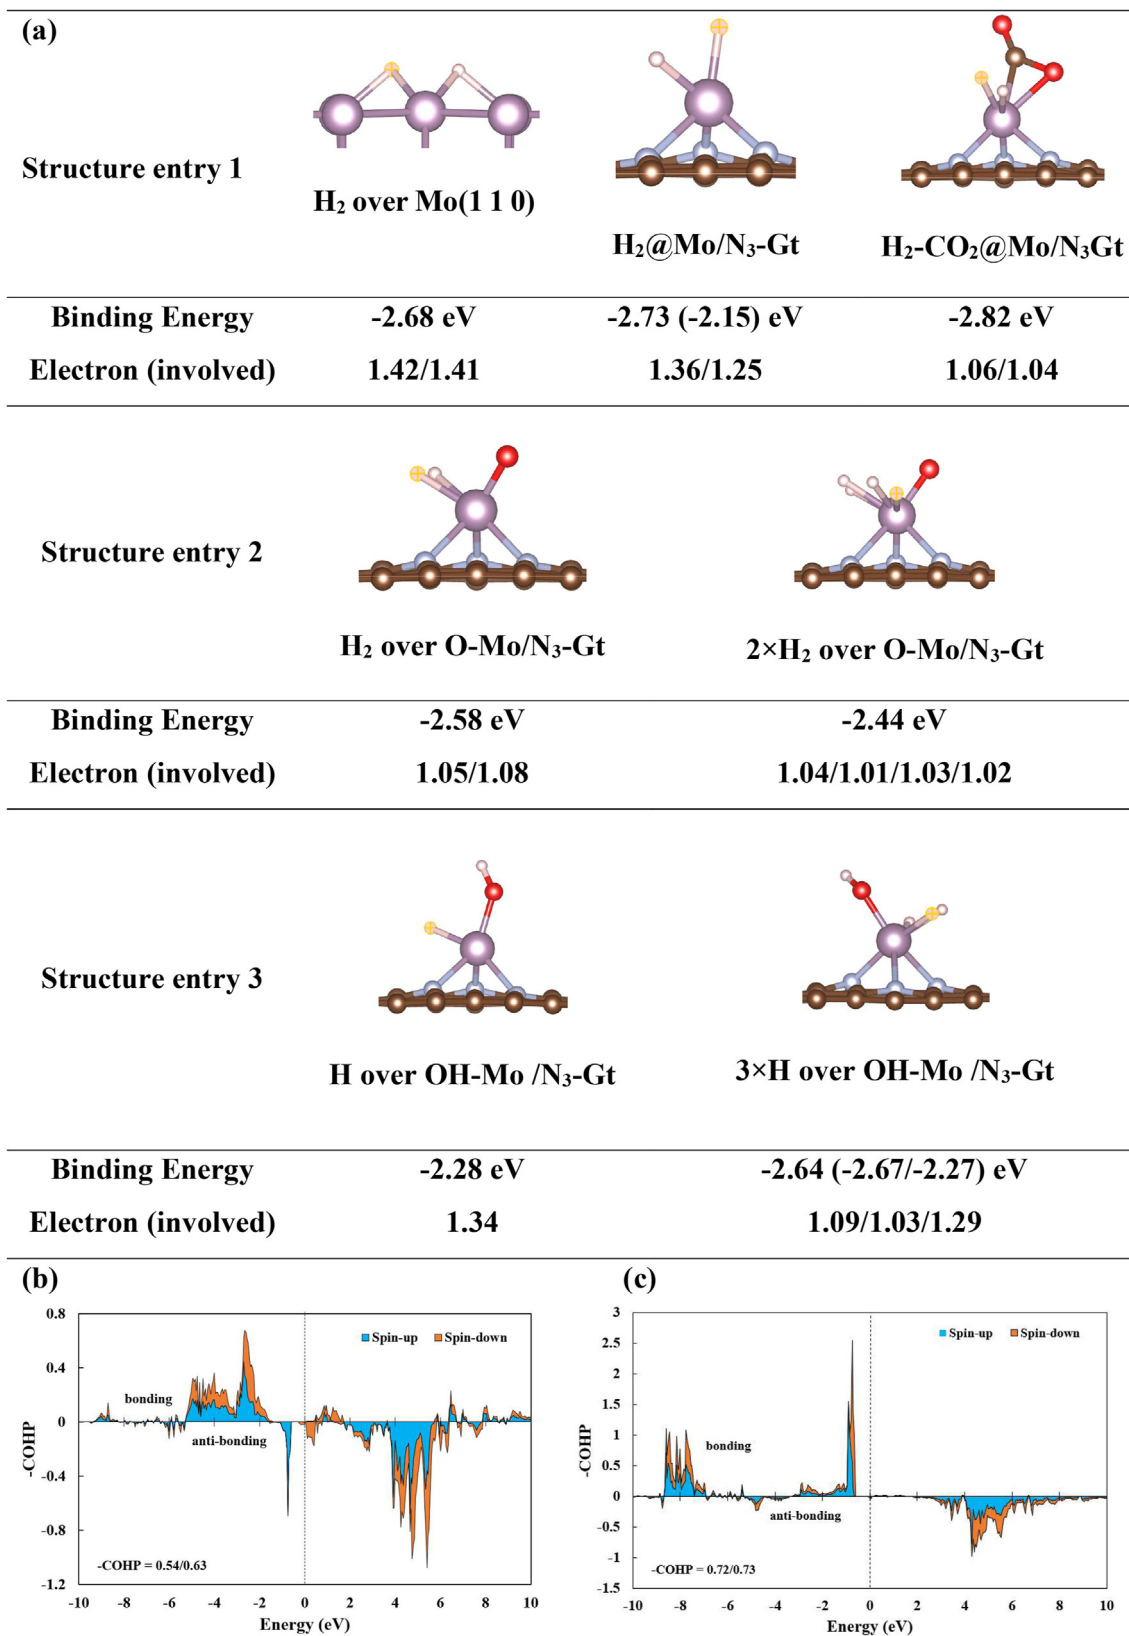 (a)
Structure entry 1
H₂ over Mo(1 1 0)
H₂@Mo/N₃-Gt
H₂-CO₂@Mo/N₃Gt
Binding Energy -2.68 eV -2.73 (-2.15) eV -2.82 eV
Electron (involved) 1.42/1.41 1.36/1.25 1.06/1.04
Structure entry 2
H₂ over O-Mo/N₃-Gt 2×H₂ over O-Mo/N₃-Gt
Binding Energy -2.58 eV -2.44 eV
Electron (involved) 1.05/1.08 1.04/1.01/1.03/1.02
Structure entry 3
H over OH-Mo /N₃-Gt 3×H over OH-Mo /N₃-Gt
Binding Energy -2.28 eV -2.64 (-2.67/-2.27) eV
Electron (involved) 1.34 1.09/1.03/1.29
(b)
0.8
0.4
0
-0.4
-0.8
-1.2
-COHP
Spin-up Spin-down
bonding
anti-bonding
-COHP = 0.54/0.63
-10 -8 -6 -4 -2 0 2 4 6 8 10
Energy (eV)
(c)
3
2.5
2
1.5
1
0.5
0
-0.5
-1
-1.5
-COHP
Spin-up Spin-down
bonding
anti-bonding
-COHP = 0.72/0.73
-10 -8 -6 -4 -2 0 2 4 6 8 10
Energy (eV)